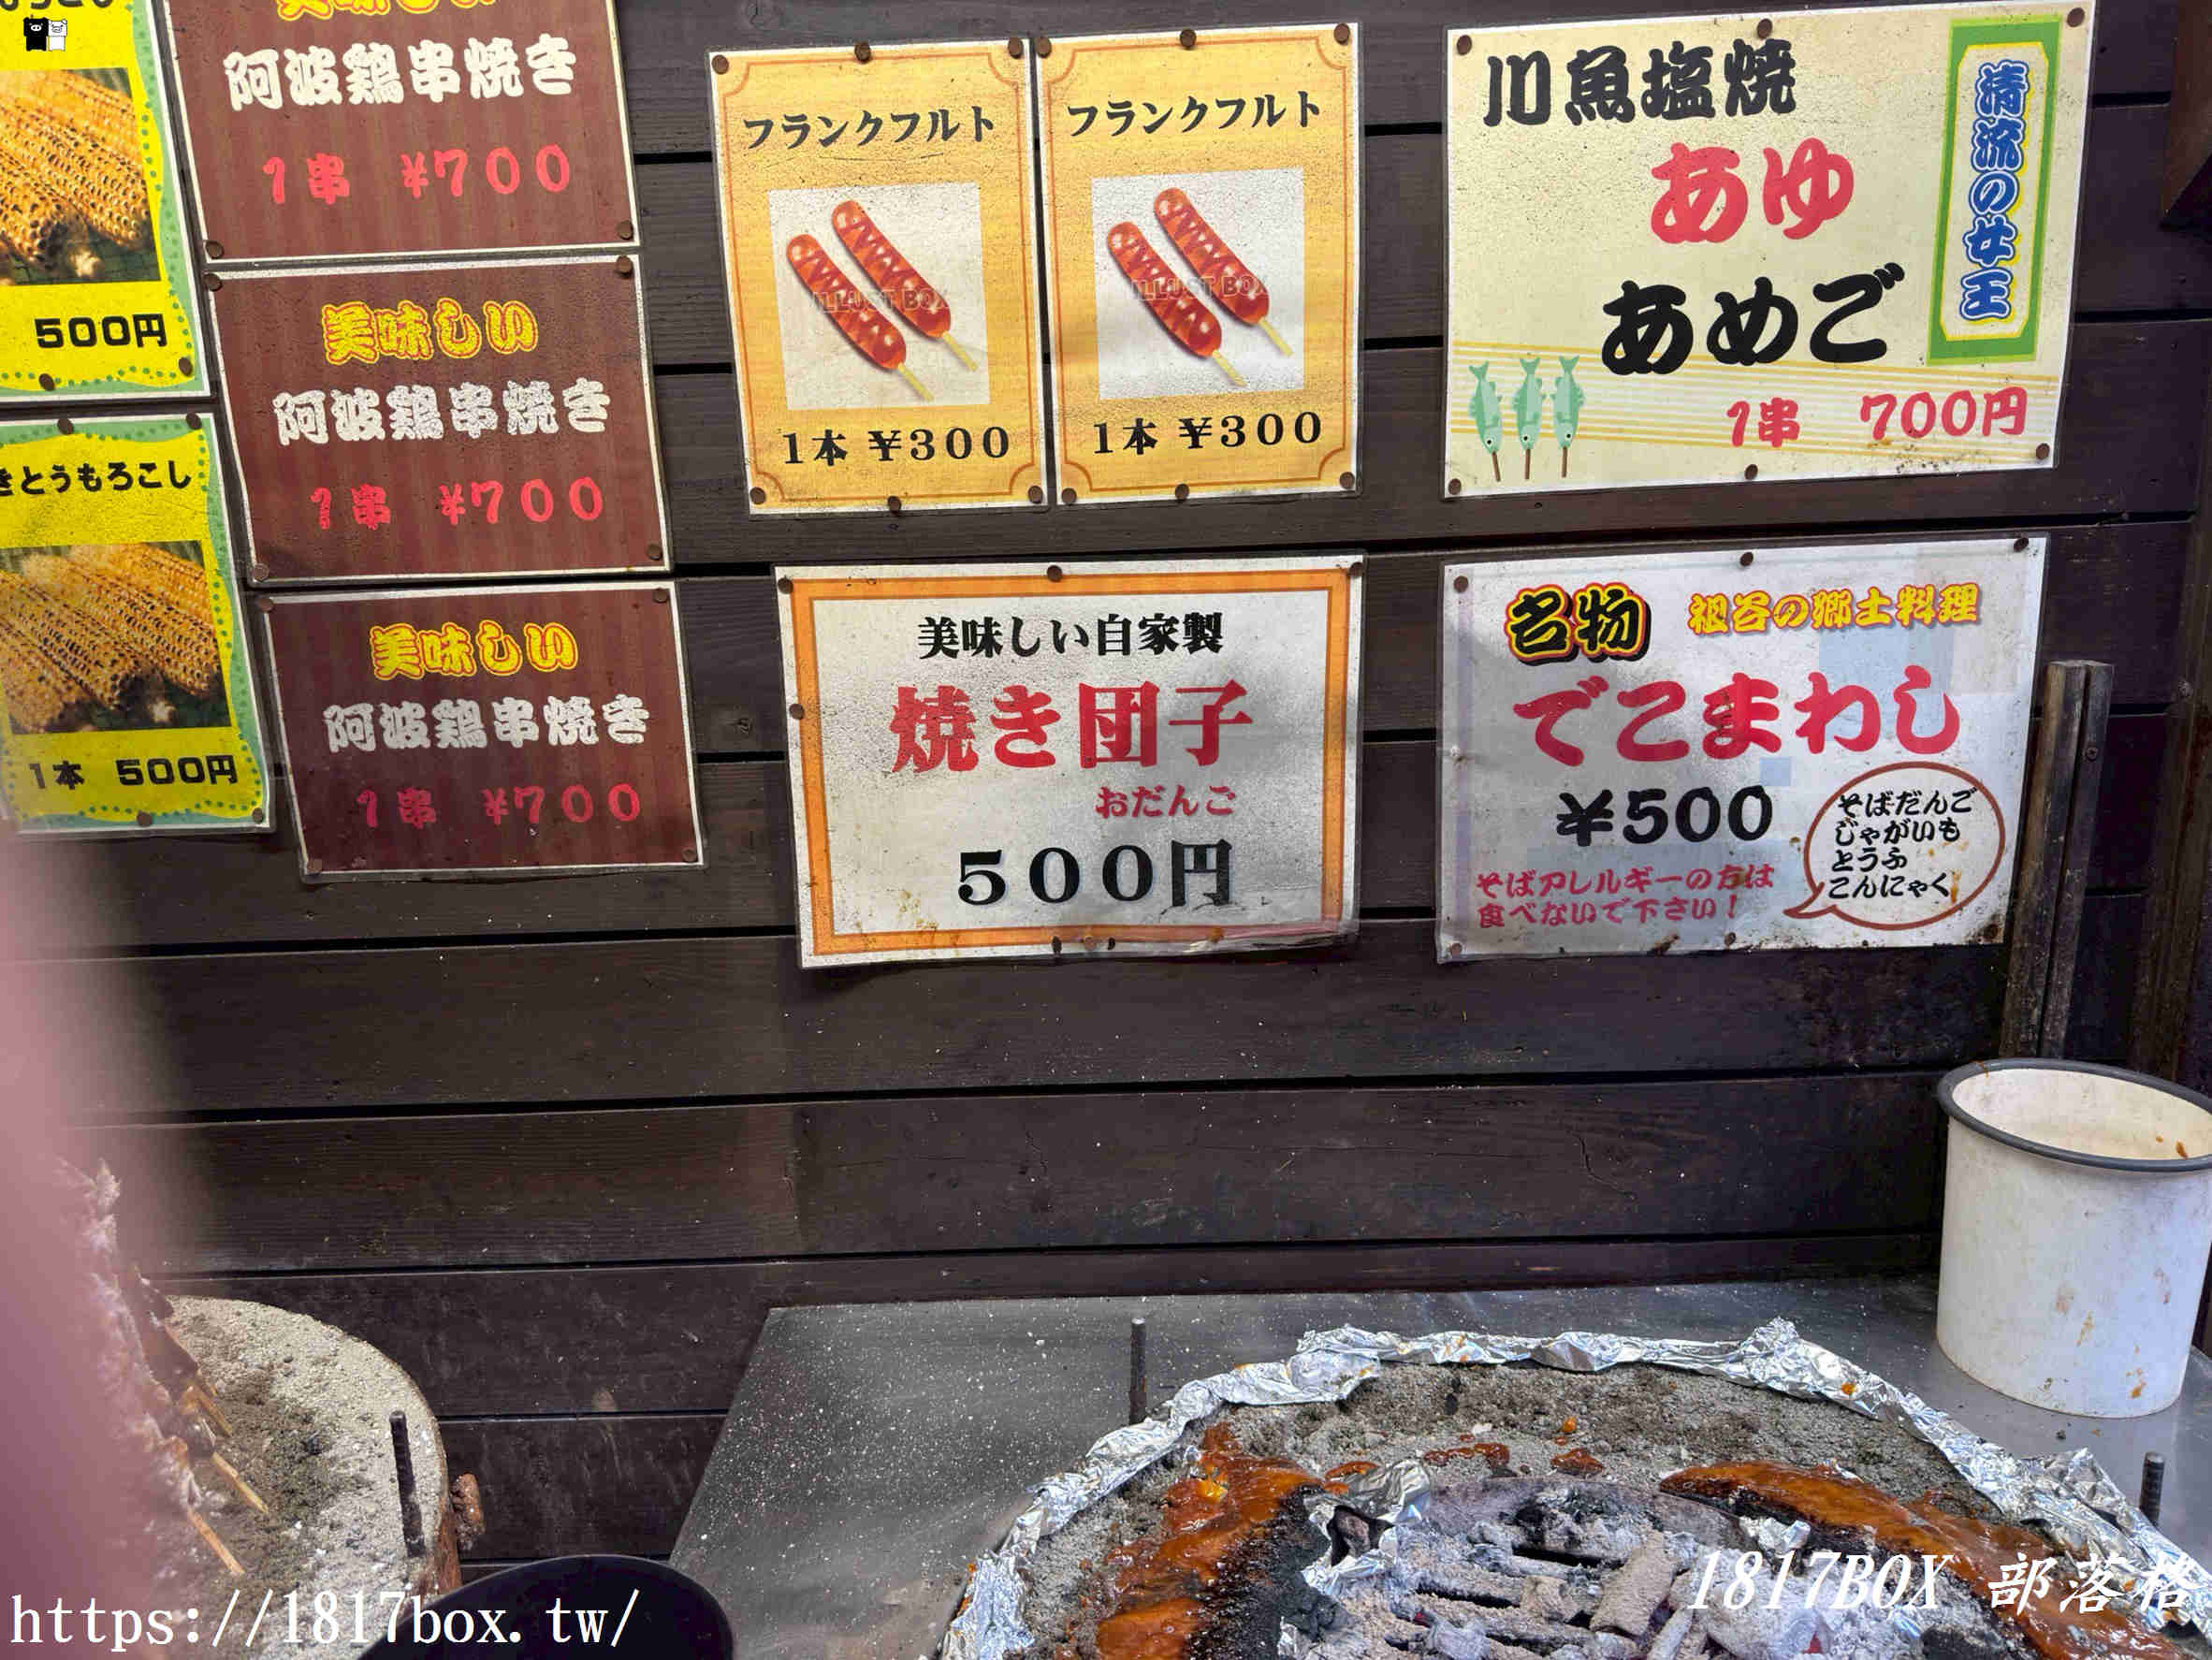 500円
きとうもろこし
1本 500円
美味しい
阿波鶏串焼き
1串 ¥700
美味しい
阿波鶏串焼き
1串 ¥700
美味しい
阿波鶏串焼き
1串 ¥700
フランクフルト
ILLUST BOX
1本 ¥300
フランクフルト
ILLUST BOX
1本 ¥300
川魚塩焼
あゆ
あめご
清流の女王
1串 700円
美味しい自家製
焼き団子
おだんご
500円
名物 祖谷の郷土料理
でこまわし
¥500
そばだんご
じゃがいも
とうふ
こんにゃく
そばアレルギーの方は
食べないで下さい！
https://1817box.tw/
1817BOX 部落格